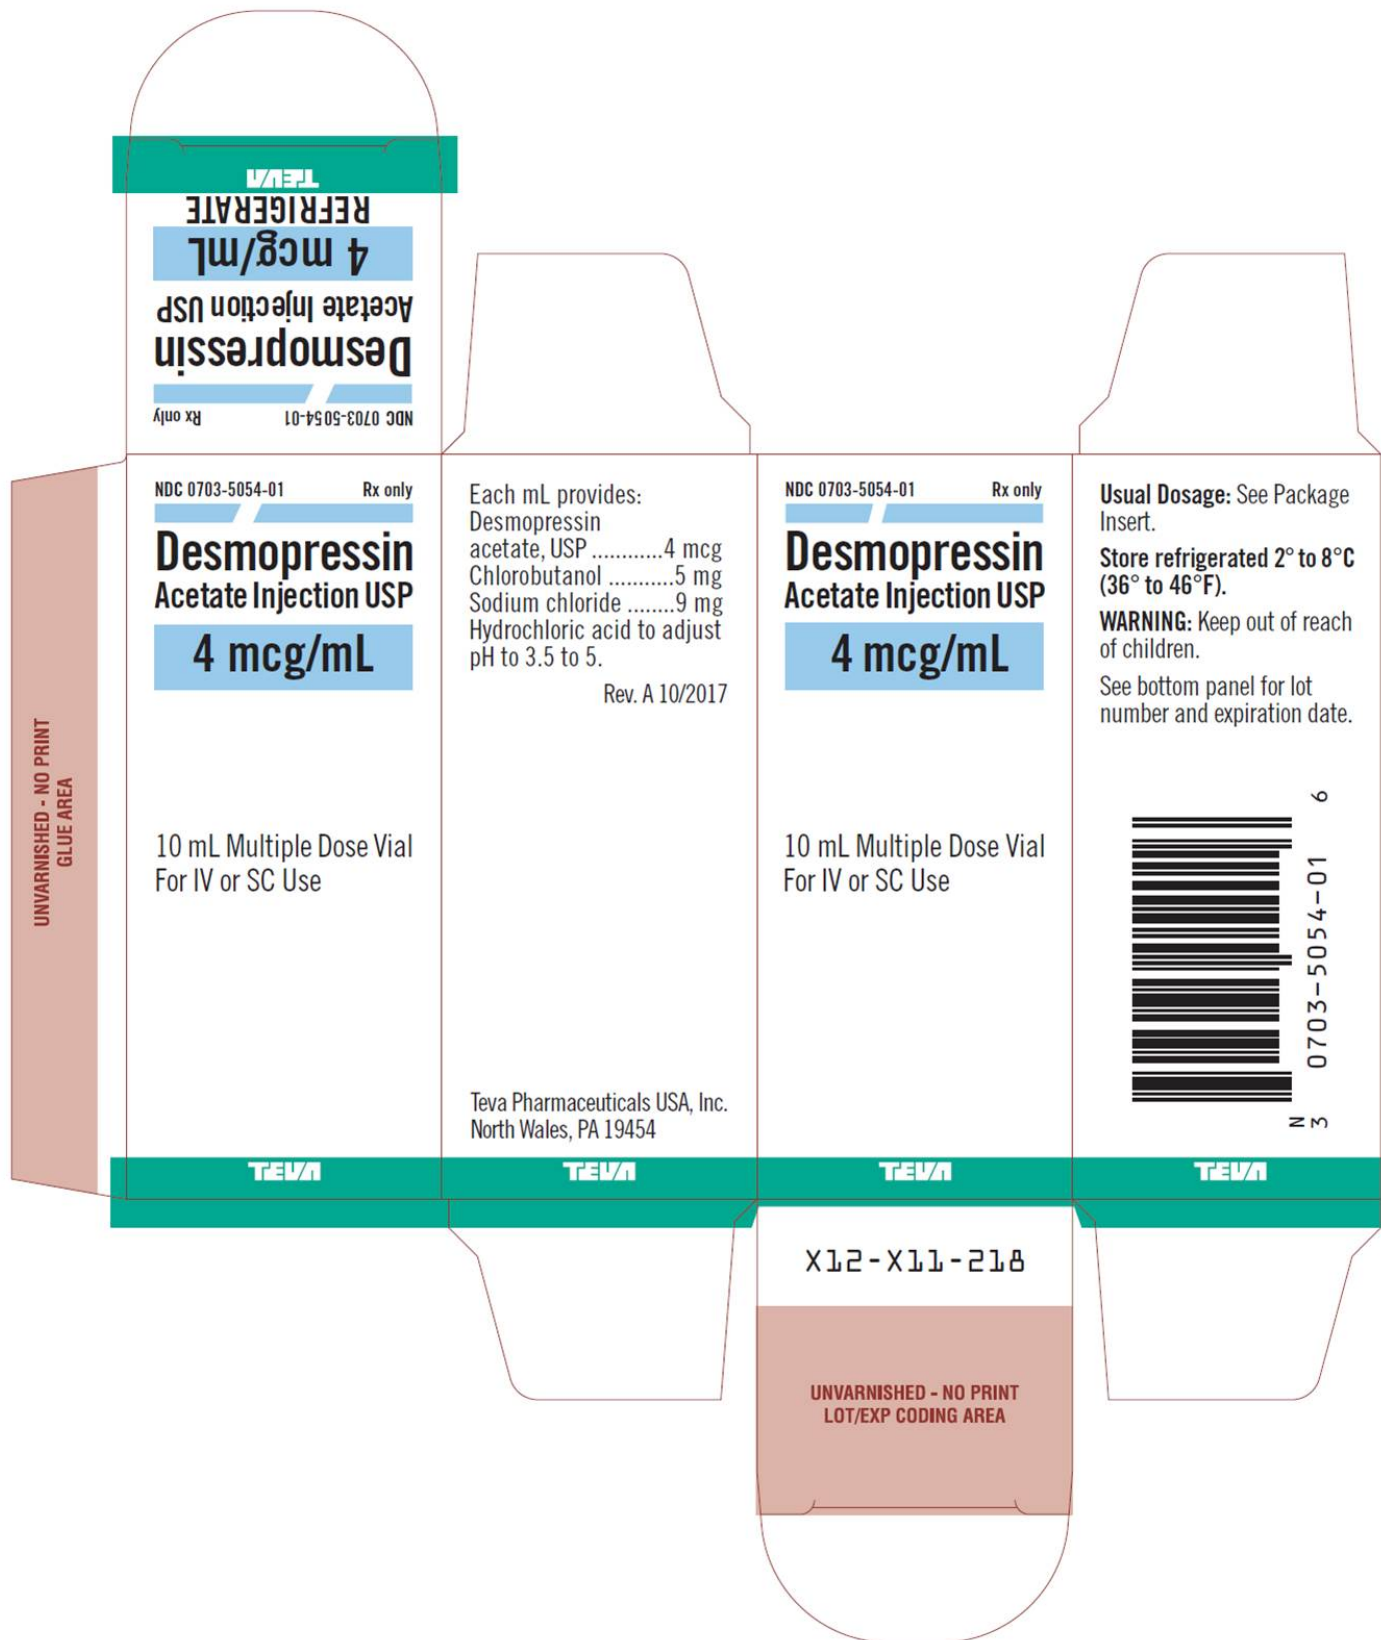 TEVA
REFRIGERATE
4 mcg/mL
Acetate Injection USP
Desmopressin
NDC 0703-5054-01 Rx only
UNVARNISHED - NO PRINT
GLUE AREA
NDC 0703-5054-01 Rx only
Desmopressin
Acetate Injection USP
4 mcg/mL
10 mL Multiple Dose Vial
For IV or SC Use
TEVA
Each mL provides:
Desmopressin
acetate, USP ............4 mcg
Chlorobutanol ...........5 mg
Sodium chloride ........9 mg
Hydrochloric acid to adjust
pH to 3.5 to 5.
Rev. A 10/2017
Teva Pharmaceuticals USA, Inc.
North Wales, PA 19454
TEVA
NDC 0703-5054-01 Rx only
Desmopressin
Acetate Injection USP
4 mcg/mL
10 mL Multiple Dose Vial
For IV or SC Use
TEVA
Usual Dosage: See Package
Insert.
Store refrigerated 2° to 8°C
(36° to 46°F).
WARNING: Keep out of reach
of children.
See bottom panel for lot
number and expiration date.
N
3 0703-5054-01 6
TEVA
X12-X11-218
UNVARNISHED - NO PRINT
LOT/EXP CODING AREA